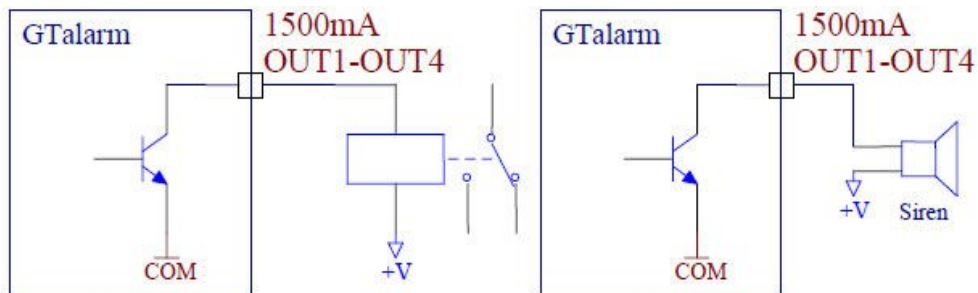 GTalarm
1500mA
OUT1-OUT4
COM
+V
GTalarm
1500mA
OUT1-OUT4
+V
Siren
COM